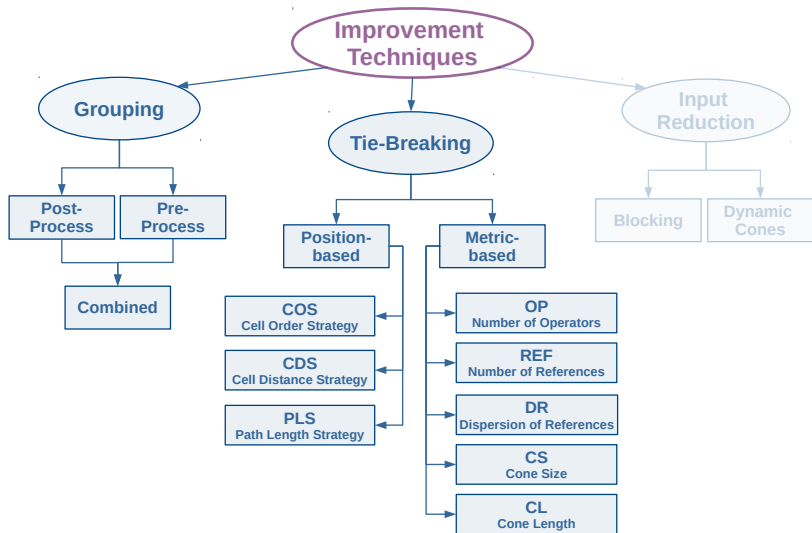 Improvement
Techniques
Grouping
Tie-Breaking
Input
Reduction
Post-
Process
Pre-
Process
Combined
Position-
based
Metric-
based
Blocking
Dynamic
Cones
COS
Cell Order Strategy
CDS
Cell Distance Strategy
PLS
Path Length Strategy
OP
Number of Operators
REF
Number of References
DR
Dispersion of References
CS
Cone Size
CL
Cone Length